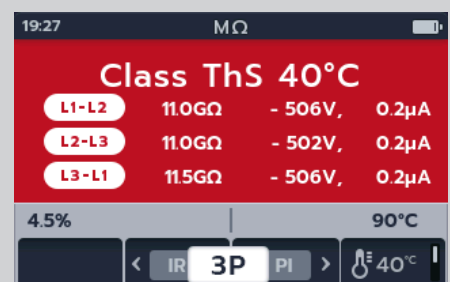 19:27 MΩ
Class ThS 40°C
L1-L2 11.0GΩ - 506V, 0.2µA
L2-L3 11.0GΩ - 502V, 0.2µA
L3-L1 11.5GΩ - 506V, 0.2µA
4.5% 90°C
< IR 3P PI > 40°C